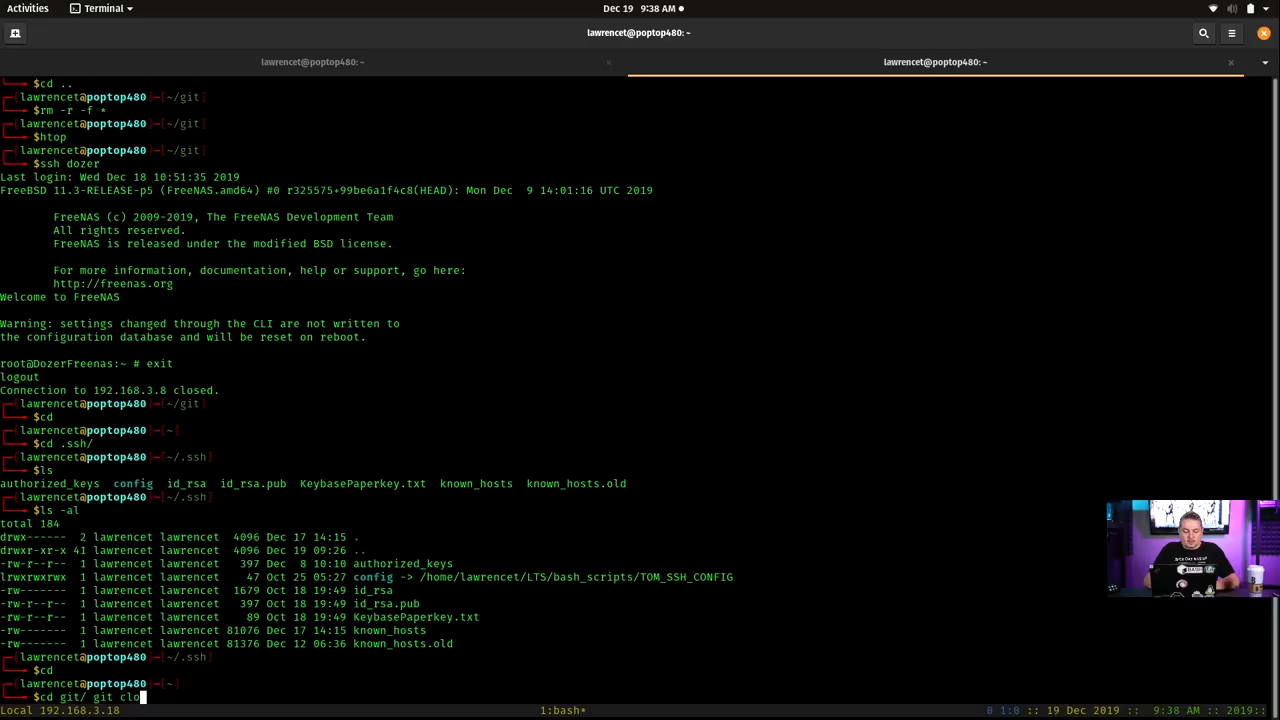 Activities Terminal Dec 19 9:38 AM
lawrencet@poptop480: ~
lawrencet@poptop480: ~ × lawrencet@poptop480: ~ ×
$cd ..
[lawrencet@poptop480]─[~/git]
$rm -r -f *
[lawrencet@poptop480]─[~/git]
$htop
[lawrencet@poptop480]─[~/git]
$ssh dozer
Last login: Wed Dec 18 10:51:35 2019
FreeBSD 11.3-RELEASE-p5 (FreeNAS.amd64) #0 r325575+99be6a1f4c8(HEAD): Mon Dec  9 14:01:16 UTC 2019
FreeNAS (c) 2009-2019, The FreeNAS Development Team
All rights reserved.
FreeNAS is released under the modified BSD license.
For more information, documentation, help or support, go here:
http://freenas.org
Welcome to FreeNAS
Warning: settings changed through the CLI are not written to
the configuration database and will be reset on reboot.
root@DozerFreenas:~ # exit
logout
Connection to 192.168.3.8 closed.
[lawrencet@poptop480]─[~/git]
$cd
[lawrencet@poptop480]─[~]
$cd .ssh/
[lawrencet@poptop480]─[~/.ssh]
$ls
authorized_keys  config  id_rsa  id_rsa.pub  KeybasePaperkey.txt  known_hosts  known_hosts.old
[lawrencet@poptop480]─[~/.ssh]
$ls -al
total 184
drwx------  2 lawrencet lawrencet  4096 Dec 17 14:15 .
drwxr-xr-x 41 lawrencet lawrencet  4096 Dec 19 09:26 ..
-rw-r--r--  1 lawrencet lawrencet   397 Dec  8 10:10 authorized_keys
lrwxrwxrwx  1 lawrencet lawrencet    47 Oct 25 05:27 config -> /home/lawrencet/LTS/bash_scripts/TOM_SSH_CONFIG
-rw-------  1 lawrencet lawrencet  1679 Oct 18 19:49 id_rsa
-rw-r--r--  1 lawrencet lawrencet   397 Oct 18 19:49 id_rsa.pub
-rw-r--r--  1 lawrencet lawrencet    89 Oct 18 19:49 KeybasePaperkey.txt
-rw-------  1 lawrencet lawrencet 81076 Dec 17 14:15 known_hosts
-rw-------  1 lawrencet lawrencet 81376 Dec 12 06:36 known_hosts.old
[lawrencet@poptop480]─[~/.ssh]
$cd
[lawrencet@poptop480]─[~]
$cd git/ git clo
Local 192.168.3.18 1:bash* 0 1:0 :: 19 Dec 2019 :: 9:38 AM :: 2019::